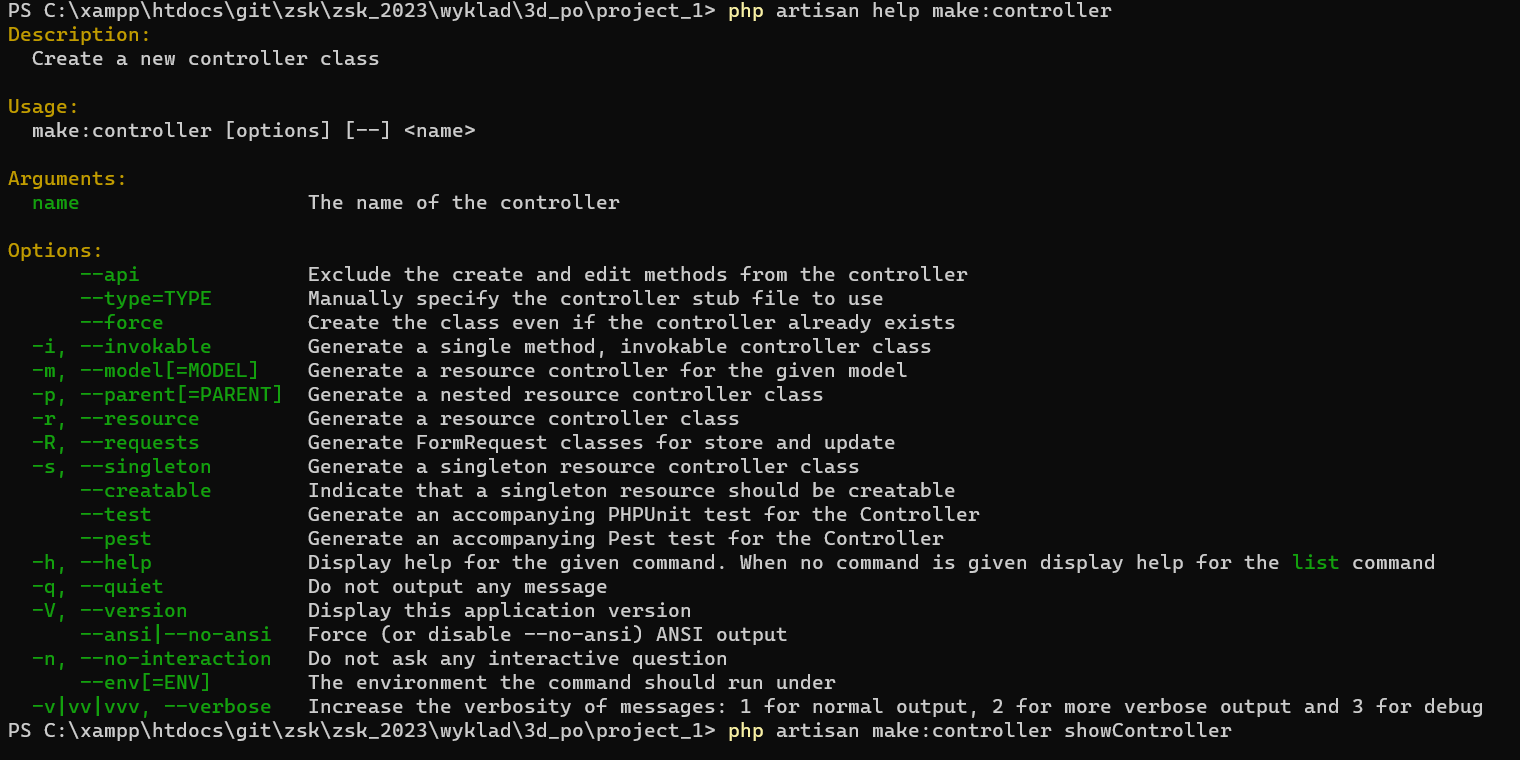 PS C:\xampp\htdocs\git\zsk\zsk_2023\wyklad\3d_po\project_1> php artisan help make:controller
Description:
  Create a new controller class

Usage:
  make:controller [options] [--] <name>

Arguments:
  name                   The name of the controller

Options:
      --api              Exclude the create and edit methods from the controller
      --type=TYPE        Manually specify the controller stub file to use
      --force            Create the class even if the controller already exists
  -i, --invokable        Generate a single method, invokable controller class
  -m, --model[=MODEL]    Generate a resource controller for the given model
  -p, --parent[=PARENT]  Generate a nested resource controller class
  -r, --resource         Generate a resource controller class
  -R, --requests         Generate FormRequest classes for store and update
  -s, --singleton        Generate a singleton resource controller class
      --creatable        Indicate that a singleton resource should be creatable
      --test             Generate an accompanying PHPUnit test for the Controller
      --pest             Generate an accompanying Pest test for the Controller
  -h, --help             Display help for the given command. When no command is given display help for the list command
  -q, --quiet            Do not output any message
  -V, --version          Display this application version
      --ansi|--no-ansi   Force (or disable --no-ansi) ANSI output
  -n, --no-interaction   Do not ask any interactive question
      --env[=ENV]        The environment the command should run under
  -v|vv|vvv, --verbose   Increase the verbosity of messages: 1 for normal output, 2 for more verbose output and 3 for debug
PS C:\xampp\htdocs\git\zsk\zsk_2023\wyklad\3d_po\project_1> php artisan make:controller showController